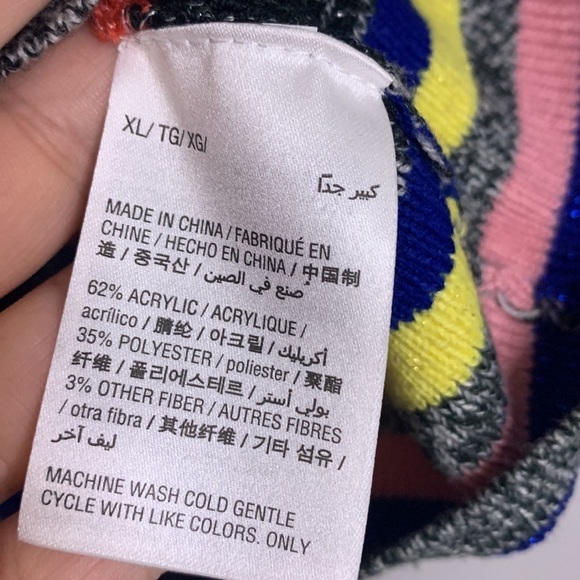 XL/ TG/ XG/
كبير جدًا
MADE IN CHINA / FABRIQUÉ EN
CHINE / HECHO EN CHINA / 中国制
造 / 중국산 / صنع في الصين /
62% ACRYLIC / ACRYLIQUE /
acrílico / 腈纶 / 아크릴 / أكريليك
35% POLYESTER / poliester / 聚酯
纤维 / 폴리에스테르 / بولي أستر /
3% OTHER FIBER / AUTRES FIBRES
/ otra fibra / 其他纤维 / 기타 섬유 /
ليف آخر
MACHINE WASH COLD GENTLE
CYCLE WITH LIKE COLORS. ONLY